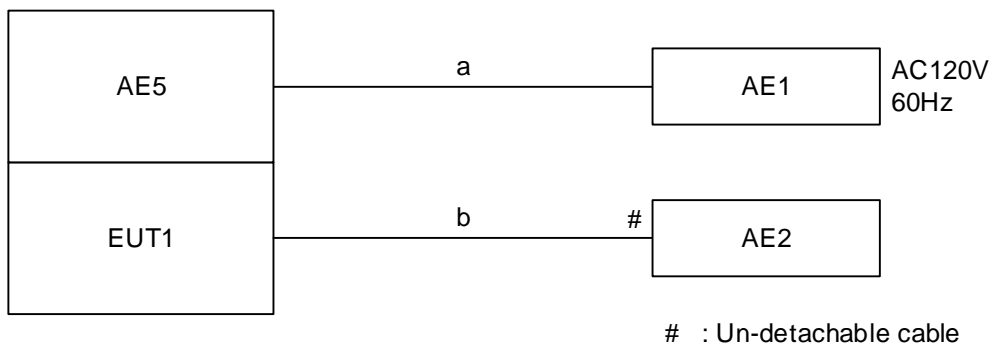 AE5
a
AE1
AC120V
60Hz
EUT1
b
#
AE2
# : Un-detachable cable